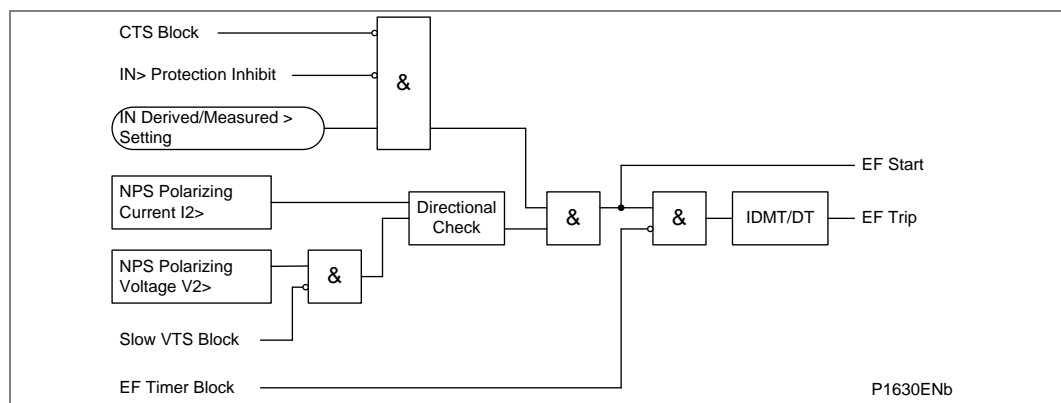 CTS Block
IN> Protection Inhibit
&
IN Derived/Measured >
Setting
EF Start
NPS Polarizing
Current I2>
Directional
Check
&
&
IDMT/DT
EF Trip
NPS Polarizing
Voltage V2>
&
Slow VTS Block
EF Timer Block
P1630ENb